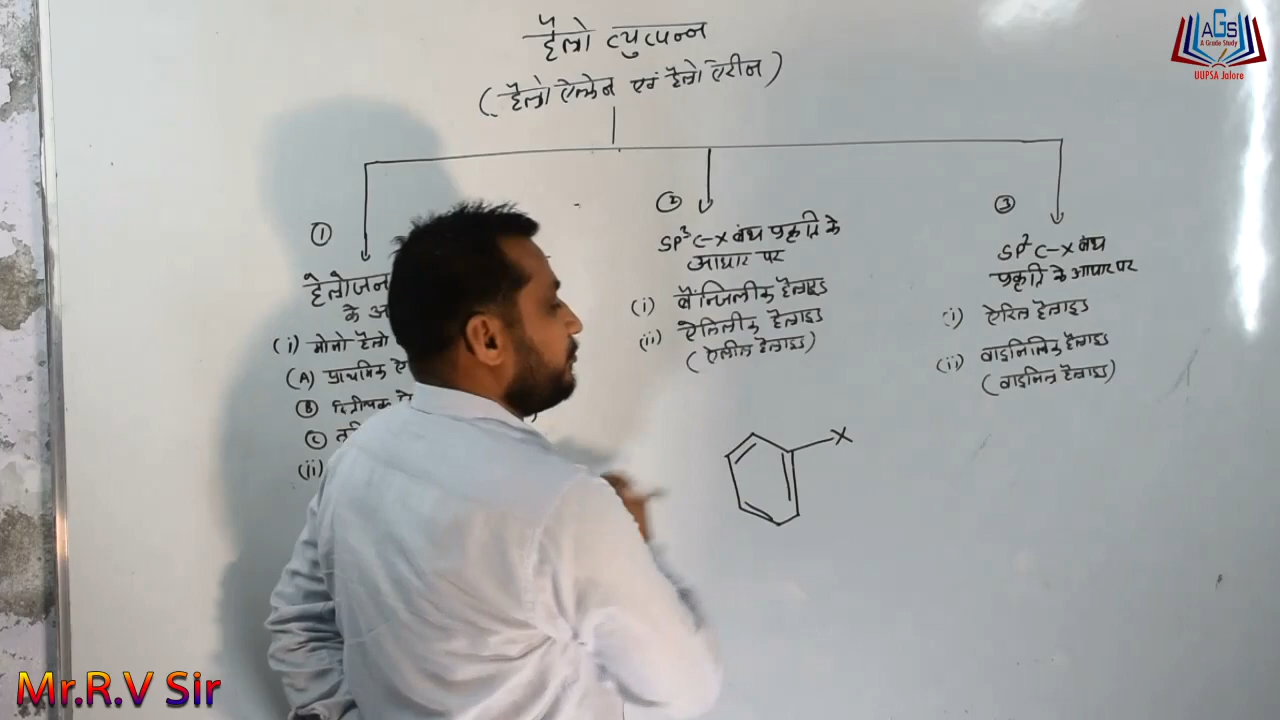 हैलो व्युत्पन्न
(हैलो ऐल्केन एवं हैलो ऐरीन)
①
हैलोजन
के
(i) मोनो हैलो
(A) प्राथमिक
Ⓑ द्वितीयक
Ⓒ
(ii)
②
SP³ C-X बंध प्रकृति के
आधार पर
(i) बैन्जिलीक हैलाइड
(ii) ऐलिलीक हैलाइड
(ऐलील हैलाइड)
③
SP² C-X बंध
प्रकृति के आधार पर
(i) ऐरिल हैलाइड
(ii) वाइनिलिक हैलाइड
(वाइनिल हैलाइड)
X
AGS
A Grade Study
UUPSA Jalore
Mr.R.V Sir